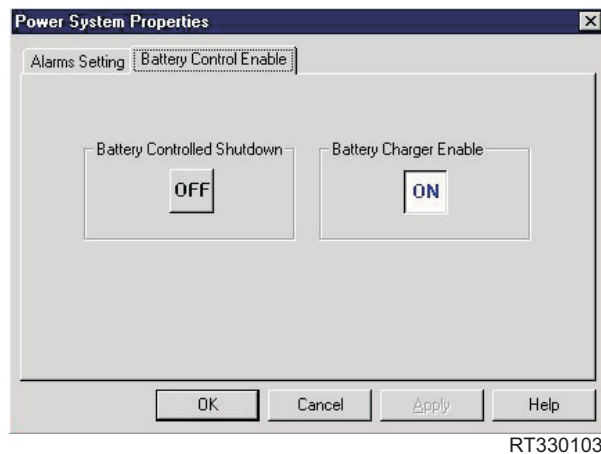 Power System Properties
Alarms Setting
Battery Control Enable
Battery Controlled Shutdown
OFF
Battery Charger Enable
ON
OK
Cancel
Apply
Help
RT330103